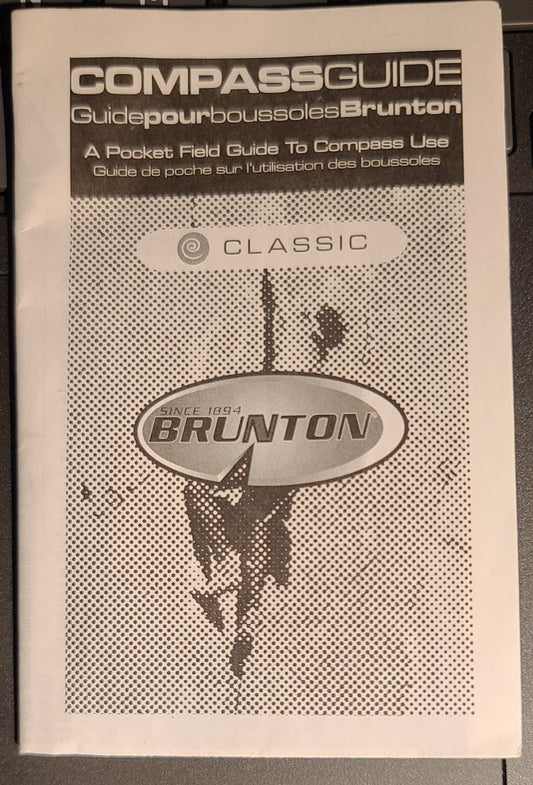 COMPASSGUIDE
GuidepourboussolesBrunton
A Pocket Field Guide To Compass Use
Guide de poche sur l'utilisation des boussoles
CLASSIC
SINCE 1894
BRUNTON